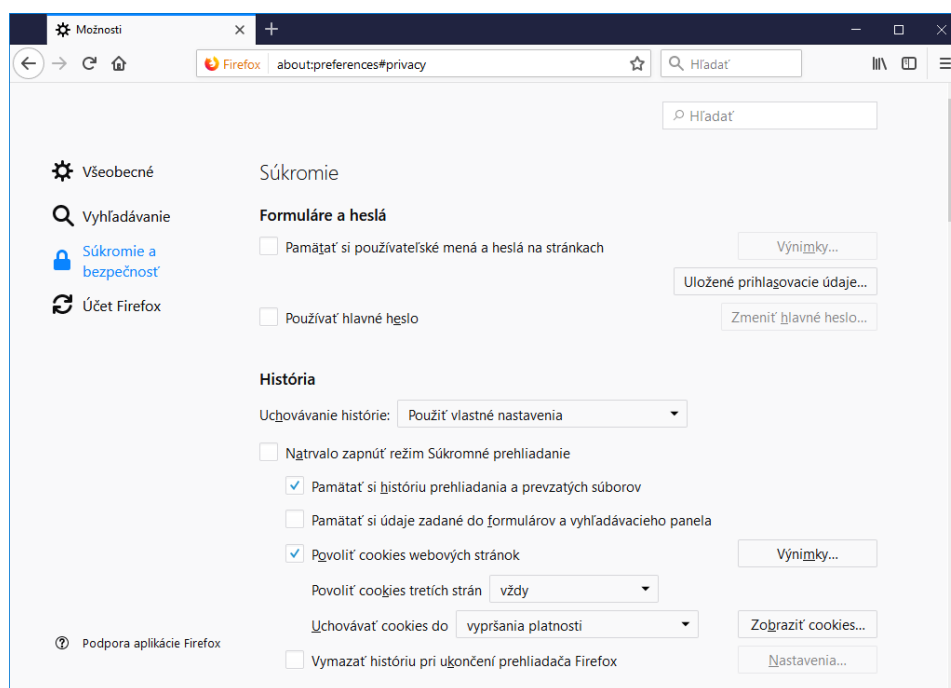 Možnosti
Firefox about:preferences#privacy Hľadať
Hľadať
Všeobecné
Vyhľadávanie
Súkromie a
bezpečnosť
Účet Firefox
Podpora aplikácie Firefox
Súkromie
Formuláre a heslá
Pamätať si používateľské mená a heslá na stránkach Výnimky...
Uložené prihlasovacie údaje...
Používať hlavné heslo Zmeniť hlavné heslo...
História
Uchovávanie histórie: Použiť vlastné nastavenia
Natrvalo zapnúť režim Súkromné prehliadanie
Pamätať si históriu prehliadania a prevzatých súborov
Pamätať si údaje zadané do formulárov a vyhľadávacieho panela
Povoliť cookies webových stránok Výnimky...
Povoliť cookies tretích strán vždy
Uchovávať cookies do vypršania platnosti Zobraziť cookies...
Vymazať históriu pri ukončení prehliadača Firefox Nastavenia...